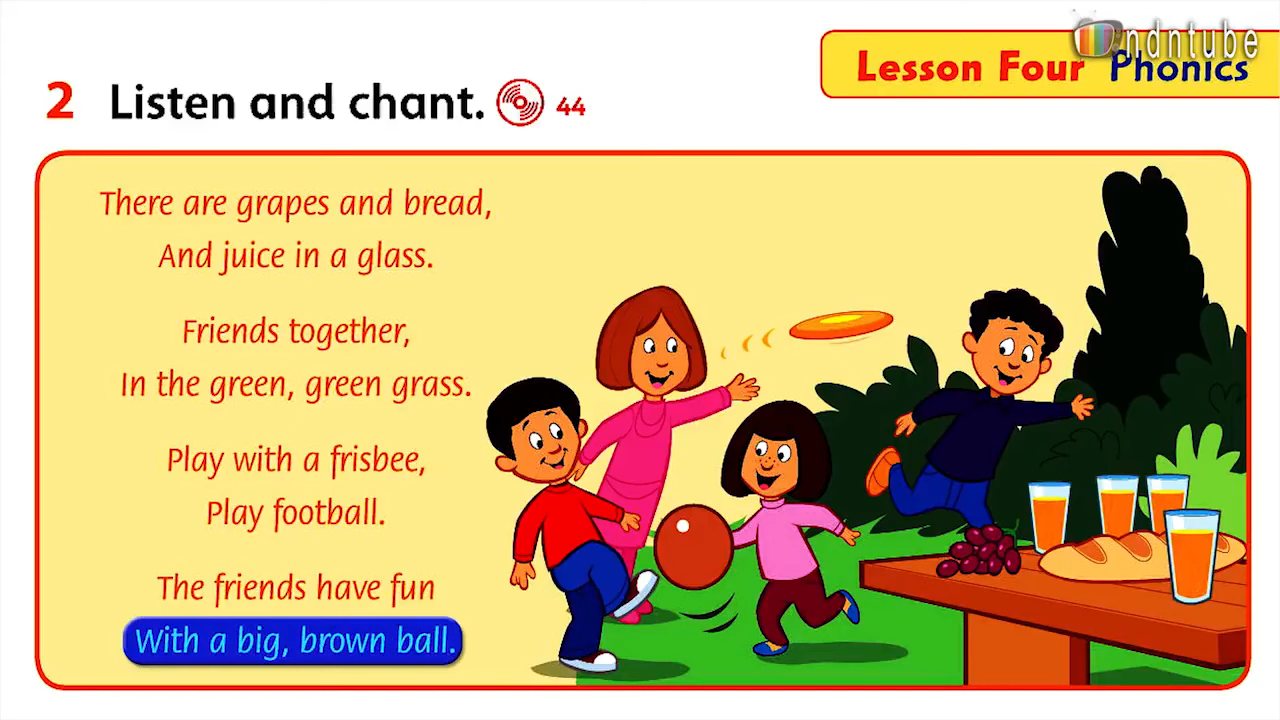 ndntube
Lesson Four Phonics
2 Listen and chant. 44
There are grapes and bread,
And juice in a glass.
Friends together,
In the green, green grass.
Play with a frisbee,
Play football.
The friends have fun
With a big, brown ball.